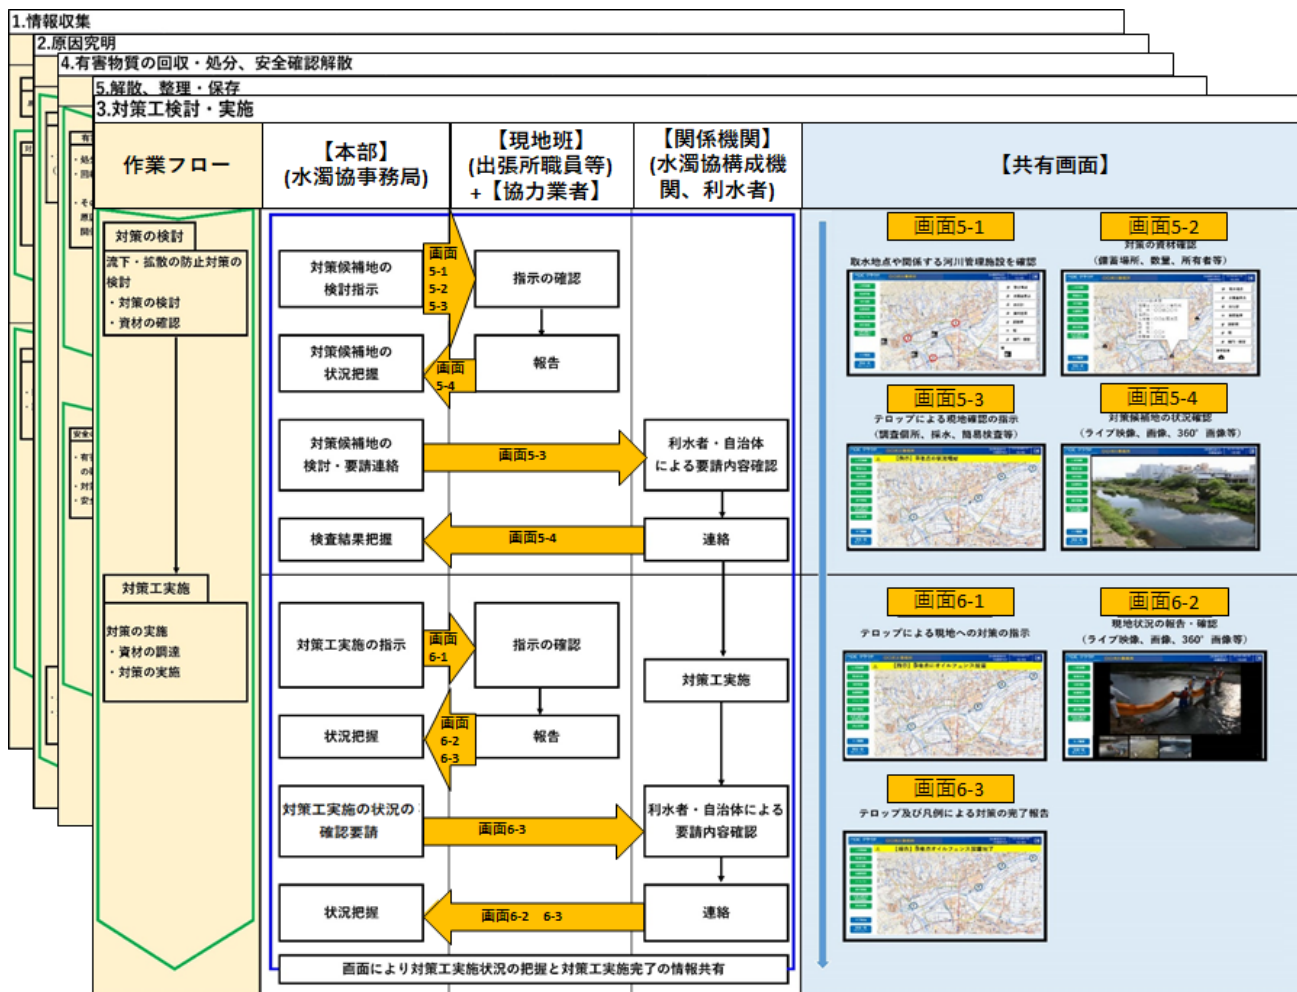 1.情報収集
2.原因究明
4.有害物質の回収・処分、安全確認解散
5.解散、整理・保存
3.対策工検討・実施
作業フロー
【本部】
(水濁協事務局)
【現地班】
(出張所職員等)
+【協力業者】
【関係機関】
(水濁協構成機
関、利水者)
【共有画面】
対策の検討
流下・拡散の防止対策の
検討
・対策の検討
・資材の確認
対策工実施
対策の実施
・資材の調達
・対策の実施
対策候補地の
検討指示
画面
5-1
5-2
5-3
指示の確認
対策候補地の
状況把握
画面
5-4
報告
対策候補地の
検討・要請連絡
画面5-3
利水者・自治体
による要請内容確認
検査結果把握
画面5-4
連絡
対策工実施の指示
画面
6-1
指示の確認
対策工実施
状況把握
画面
6-2
6-3
報告
対策工実施の状況の
確認要請
画面6-3
利水者・自治体による
要請内容確認
状況把握
画面6-2 6-3
連絡
画面により対策工実施状況の把握と対策工実施完了の情報共有
画面5-1
取水地点や関係する河川管理施設を確認
画面5-2
対策の資材確認
(備蓄場所、数量、所有者等)
画面5-3
テロップによる現地確認の指示
(調査個所、採水、簡易検査等)
画面5-4
対策候補地の状況確認
(ライブ映像、画像、360°画像等)
画面6-1
テロップによる現地への対策の指示
画面6-2
現地状況の報告・確認
(ライブ映像、画像、360°画像等)
画面6-3
テロップ及び凡例による対策の完了報告